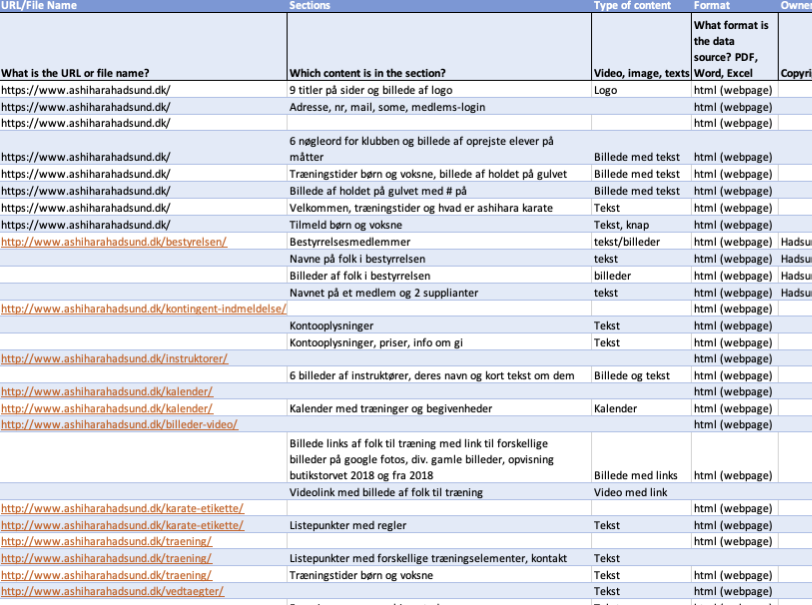 URL/File Name Sections Type of content Format Owner
What is the URL or file name? Which content is in the section? Video, image, texts What format is the data source? PDF, Word, Excel Copyri
https://www.ashiharahadsund.dk/ 9 titler på sider og billede af logo Logo html (webpage)
https://www.ashiharahadsund.dk/ Adresse, nr, mail, some, medlems-login html (webpage)
https://www.ashiharahadsund.dk/ html (webpage)
https://www.ashiharahadsund.dk/ 6 nøgleord for klubben og billede af oprejste elever på måtter Billede med tekst html (webpage)
https://www.ashiharahadsund.dk/ Træningstider børn og voksne, billede af holdet på gulvet Billede med tekst html (webpage)
https://www.ashiharahadsund.dk/ Billede af holdet på gulvet med # på Billede med tekst html (webpage)
https://www.ashiharahadsund.dk/ Velkommen, træningstider og hvad er ashihara karate Tekst html (webpage)
https://www.ashiharahadsund.dk/ Tilmeld børn og voksne Tekst, knap html (webpage)
http://www.ashiharahadsund.dk/bestyrelsen/ Bestyrrelsesmedlemmer tekst/billeder html (webpage) Hadsu
Navne på folk i bestyrrelsen tekst html (webpage) Hadsu
Billeder af folk i bestyrrelsen billeder html (webpage) Hadsu
Navnet på et medlem og 2 supplianter tekst html (webpage) Hadsu
http://www.ashiharahadsund.dk/kontingent-indmeldelse/ html (webpage)
Kontooplysninger Tekst html (webpage)
Kontooplysninger, priser, info om gi Tekst html (webpage)
http://www.ashiharahadsund.dk/instruktorer/ html (webpage)
6 billeder af instruktører, deres navn og kort tekst om dem Billede og tekst html (webpage)
http://www.ashiharahadsund.dk/kalender/ html (webpage)
http://www.ashiharahadsund.dk/kalender/ Kalender med træninger og begivenheder Kalender html (webpage)
http://www.ashiharahadsund.dk/billeder-video/ html (webpage)
Billede links af folk til træning med link til forskellige
billeder på google fotos, div. gamle billeder, opvisning
butikstorvet 2018 og fra 2018 Billede med links html (webpage)
Videolink med billede af folk til træning Video med link
http://www.ashiharahadsund.dk/karate-etikette/ html (webpage)
http://www.ashiharahadsund.dk/karate-etikette/ Listepunkter med regler Tekst html (webpage)
http://www.ashiharahadsund.dk/traening/ html (webpage)
http://www.ashiharahadsund.dk/traening/ Listepunkter med forskellige træningselementer, kontakt Tekst
http://www.ashiharahadsund.dk/traening/ Træningstider børn og voksne Tekst html (webpage)
http://www.ashiharahadsund.dk/vedtaegter/ Tekst html (webpage)